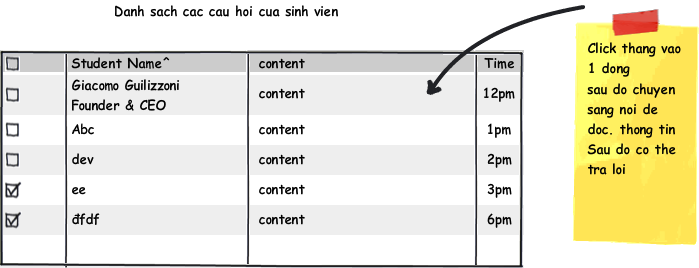 Danh sach cac cau hoi cua sinh vien
Student Name^ content Time
Giacomo Guilizzoni
Founder & CEO
content 12pm
Abc content 1pm
dev content 2pm
ee content 3pm
đfdf content 6pm
Click thang vao
1 dong
sau do chuyen
sang noi de
doc. thong tin
Sau do co the
tra loi